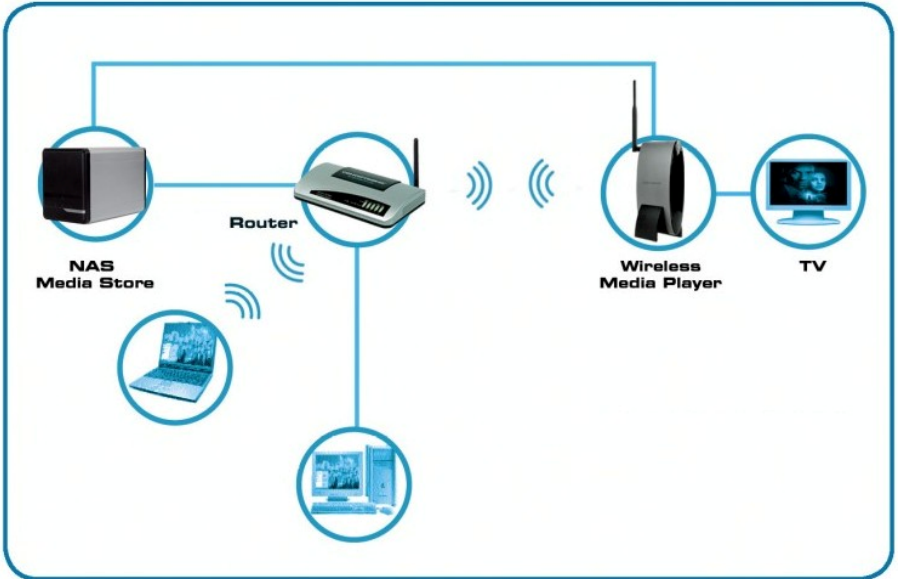 Router
NAS
Media Store
Wireless
Media Player
TV